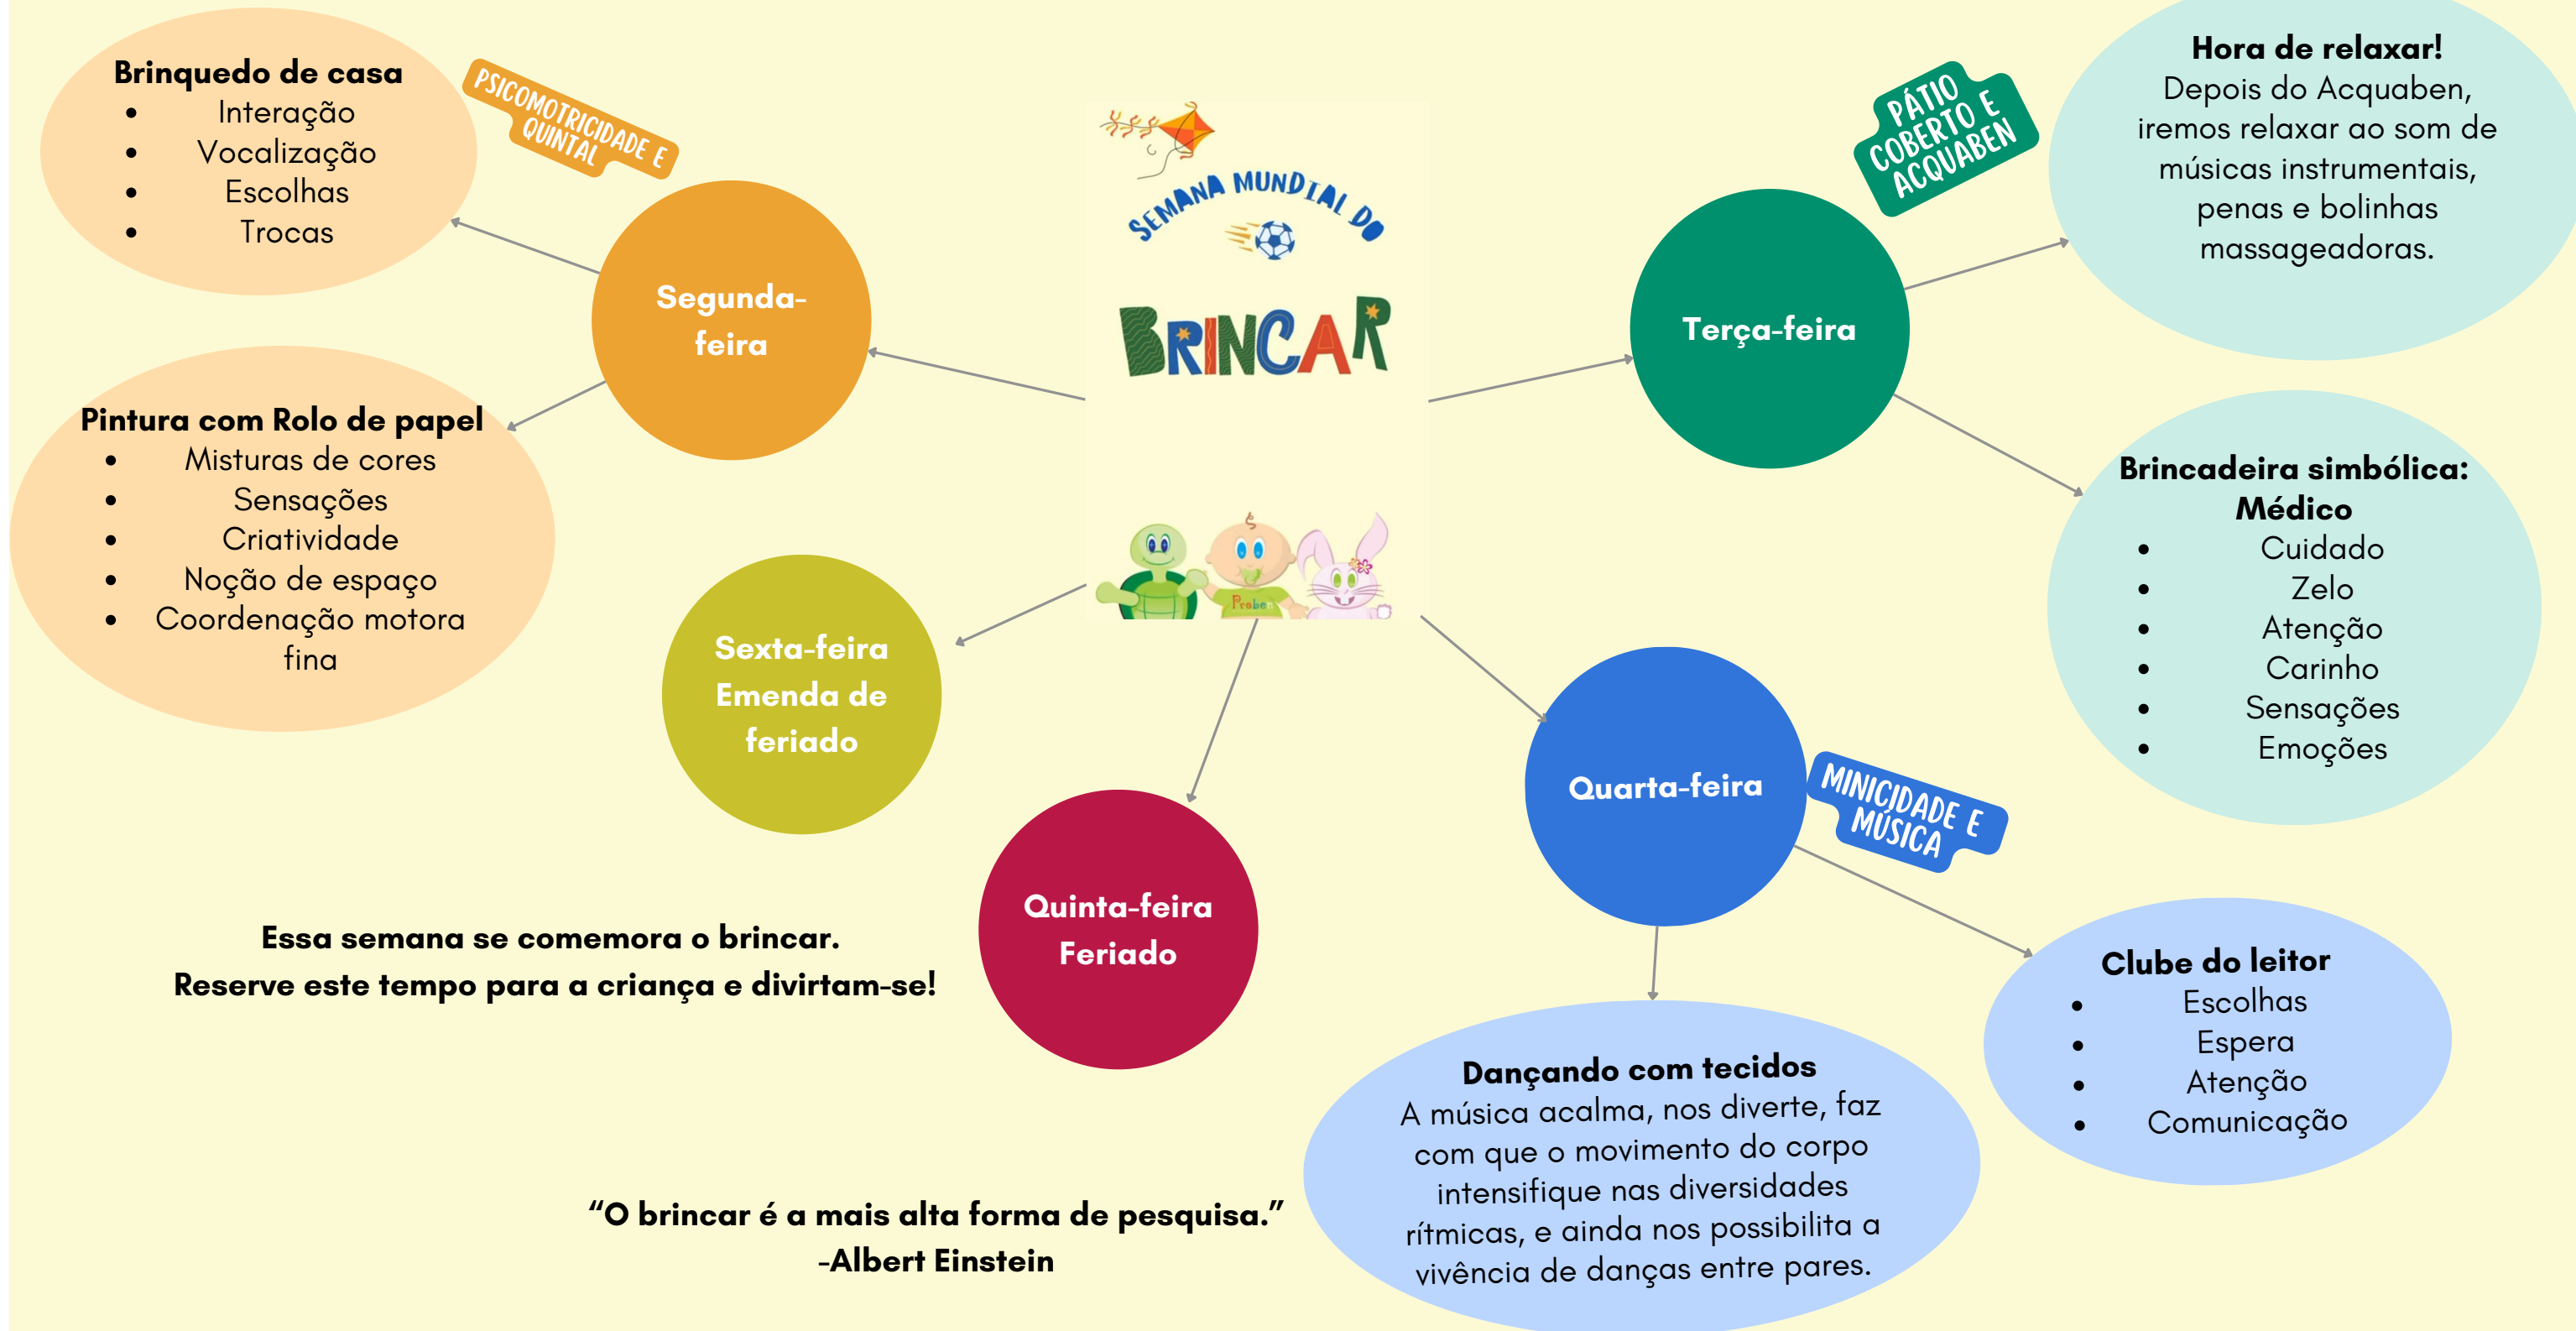 SEMANA MUNDIAL DO
BRINCAR
Proben
Segunda-
feira
PSICOMOTRICIDADE E
QUINTAL
Brinquedo de casa
• Interação
• Vocalização
• Escolhas
• Trocas
Pintura com Rolo de papel
• Misturas de cores
• Sensações
• Criatividade
• Noção de espaço
• Coordenação motora
fina
Terça-feira
PÁTIO
COBERTO E
ACQUABEN
Hora de relaxar!
Depois do Acquaben,
iremos relaxar ao som de
músicas instrumentais,
penas e bolinhas
massageadoras.
Brincadeira simbólica:
Médico
• Cuidado
• Zelo
• Atenção
• Carinho
• Sensações
• Emoções
Quarta-feira
MINICIDADE E
MÚSICA
Clube do leitor
• Escolhas
• Espera
• Atenção
• Comunicação
Dançando com tecidos
A música acalma, nos diverte, faz
com que o movimento do corpo
intensifique nas diversidades
rítmicas, e ainda nos possibilita a
vivência de danças entre pares.
Quinta-feira
Feriado
Sexta-feira
Emenda de
feriado
Essa semana se comemora o brincar.
Reserve este tempo para a criança e divirtam-se!
“O brincar é a mais alta forma de pesquisa.”
-Albert Einstein